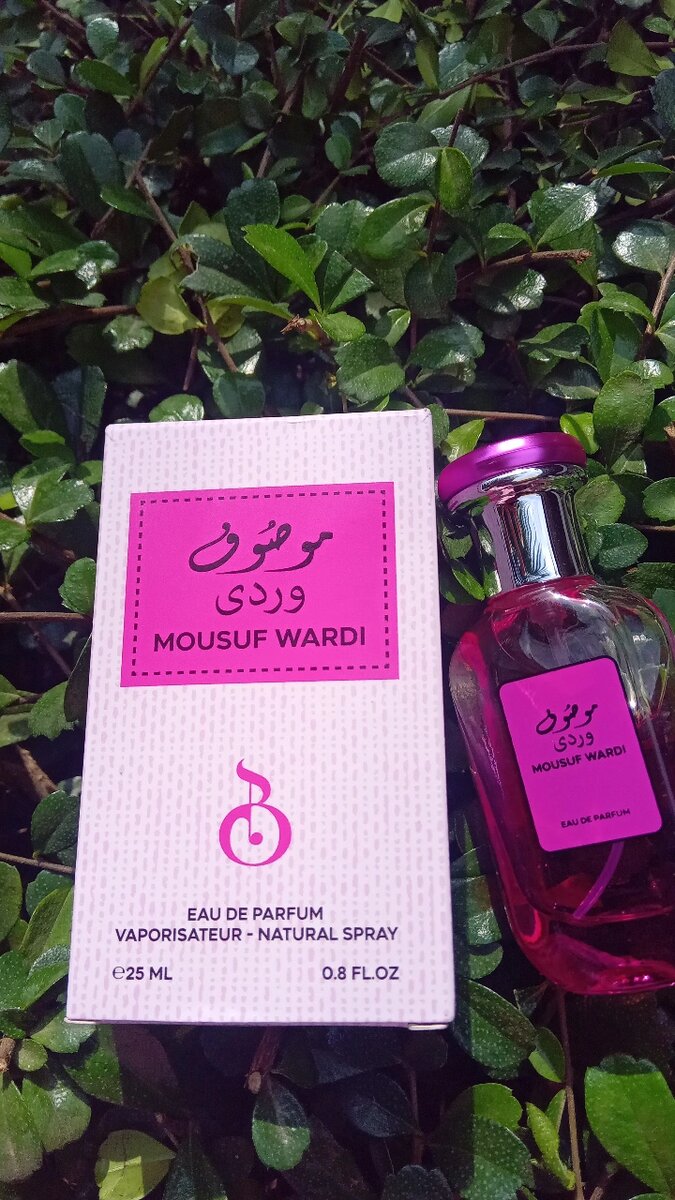 موصوف
وردى
MOUSUF WARDI
EAU DE PARFUM
VAPORISATEUR - NATURAL SPRAY
℮25 ML
0.8 FL.OZ
موصوف
وردى
MOUSUF WARDI
EAU DE PARFUM